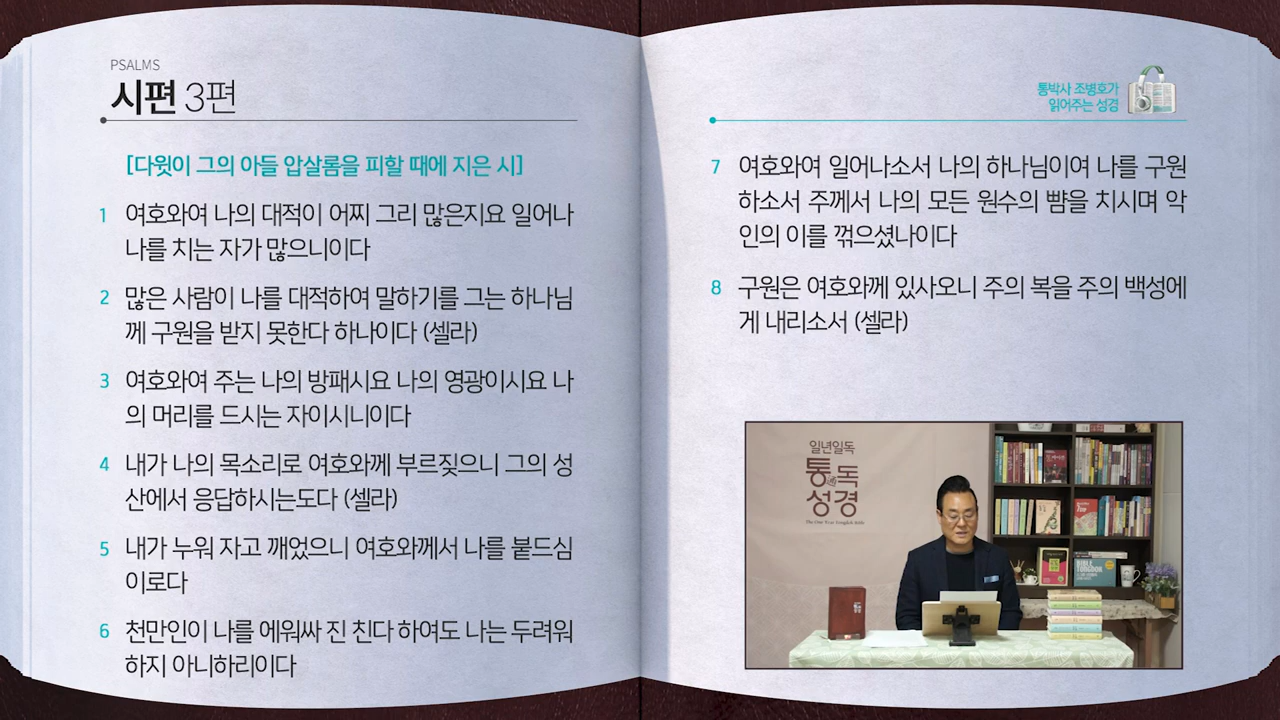 PSALMS
시편 3편
[다윗이 그의 아들 압살롬을 피할 때에 지은 시]
1 여호와여 나의 대적이 어찌 그리 많은지요 일어나
나를 치는 자가 많으니이다
2 많은 사람이 나를 대적하여 말하기를 그는 하나님
께 구원을 받지 못한다 하나이다 (셀라)
3 여호와여 주는 나의 방패시요 나의 영광이시요 나
의 머리를 드시는 자이시니이다
4 내가 나의 목소리로 여호와께 부르짖으니 그의 성
산에서 응답하시는도다 (셀라)
5 내가 누워 자고 깨었으니 여호와께서 나를 붙드심
이로다
6 천만인이 나를 에워싸 진 친다 하여도 나는 두려워
하지 아니하리이다
통박사 조병호가
읽어주는 성경
7 여호와여 일어나소서 나의 하나님이여 나를 구원
하소서 주께서 나의 모든 원수의 뺨을 치시며 악
인의 이를 꺾으셨나이다
8 구원은 여호와께 있사오니 주의 복을 주의 백성에
게 내리소서 (셀라)
일년일독
통독
성경
The One Year Tongdok Bible
BIBLE
TONGDOK